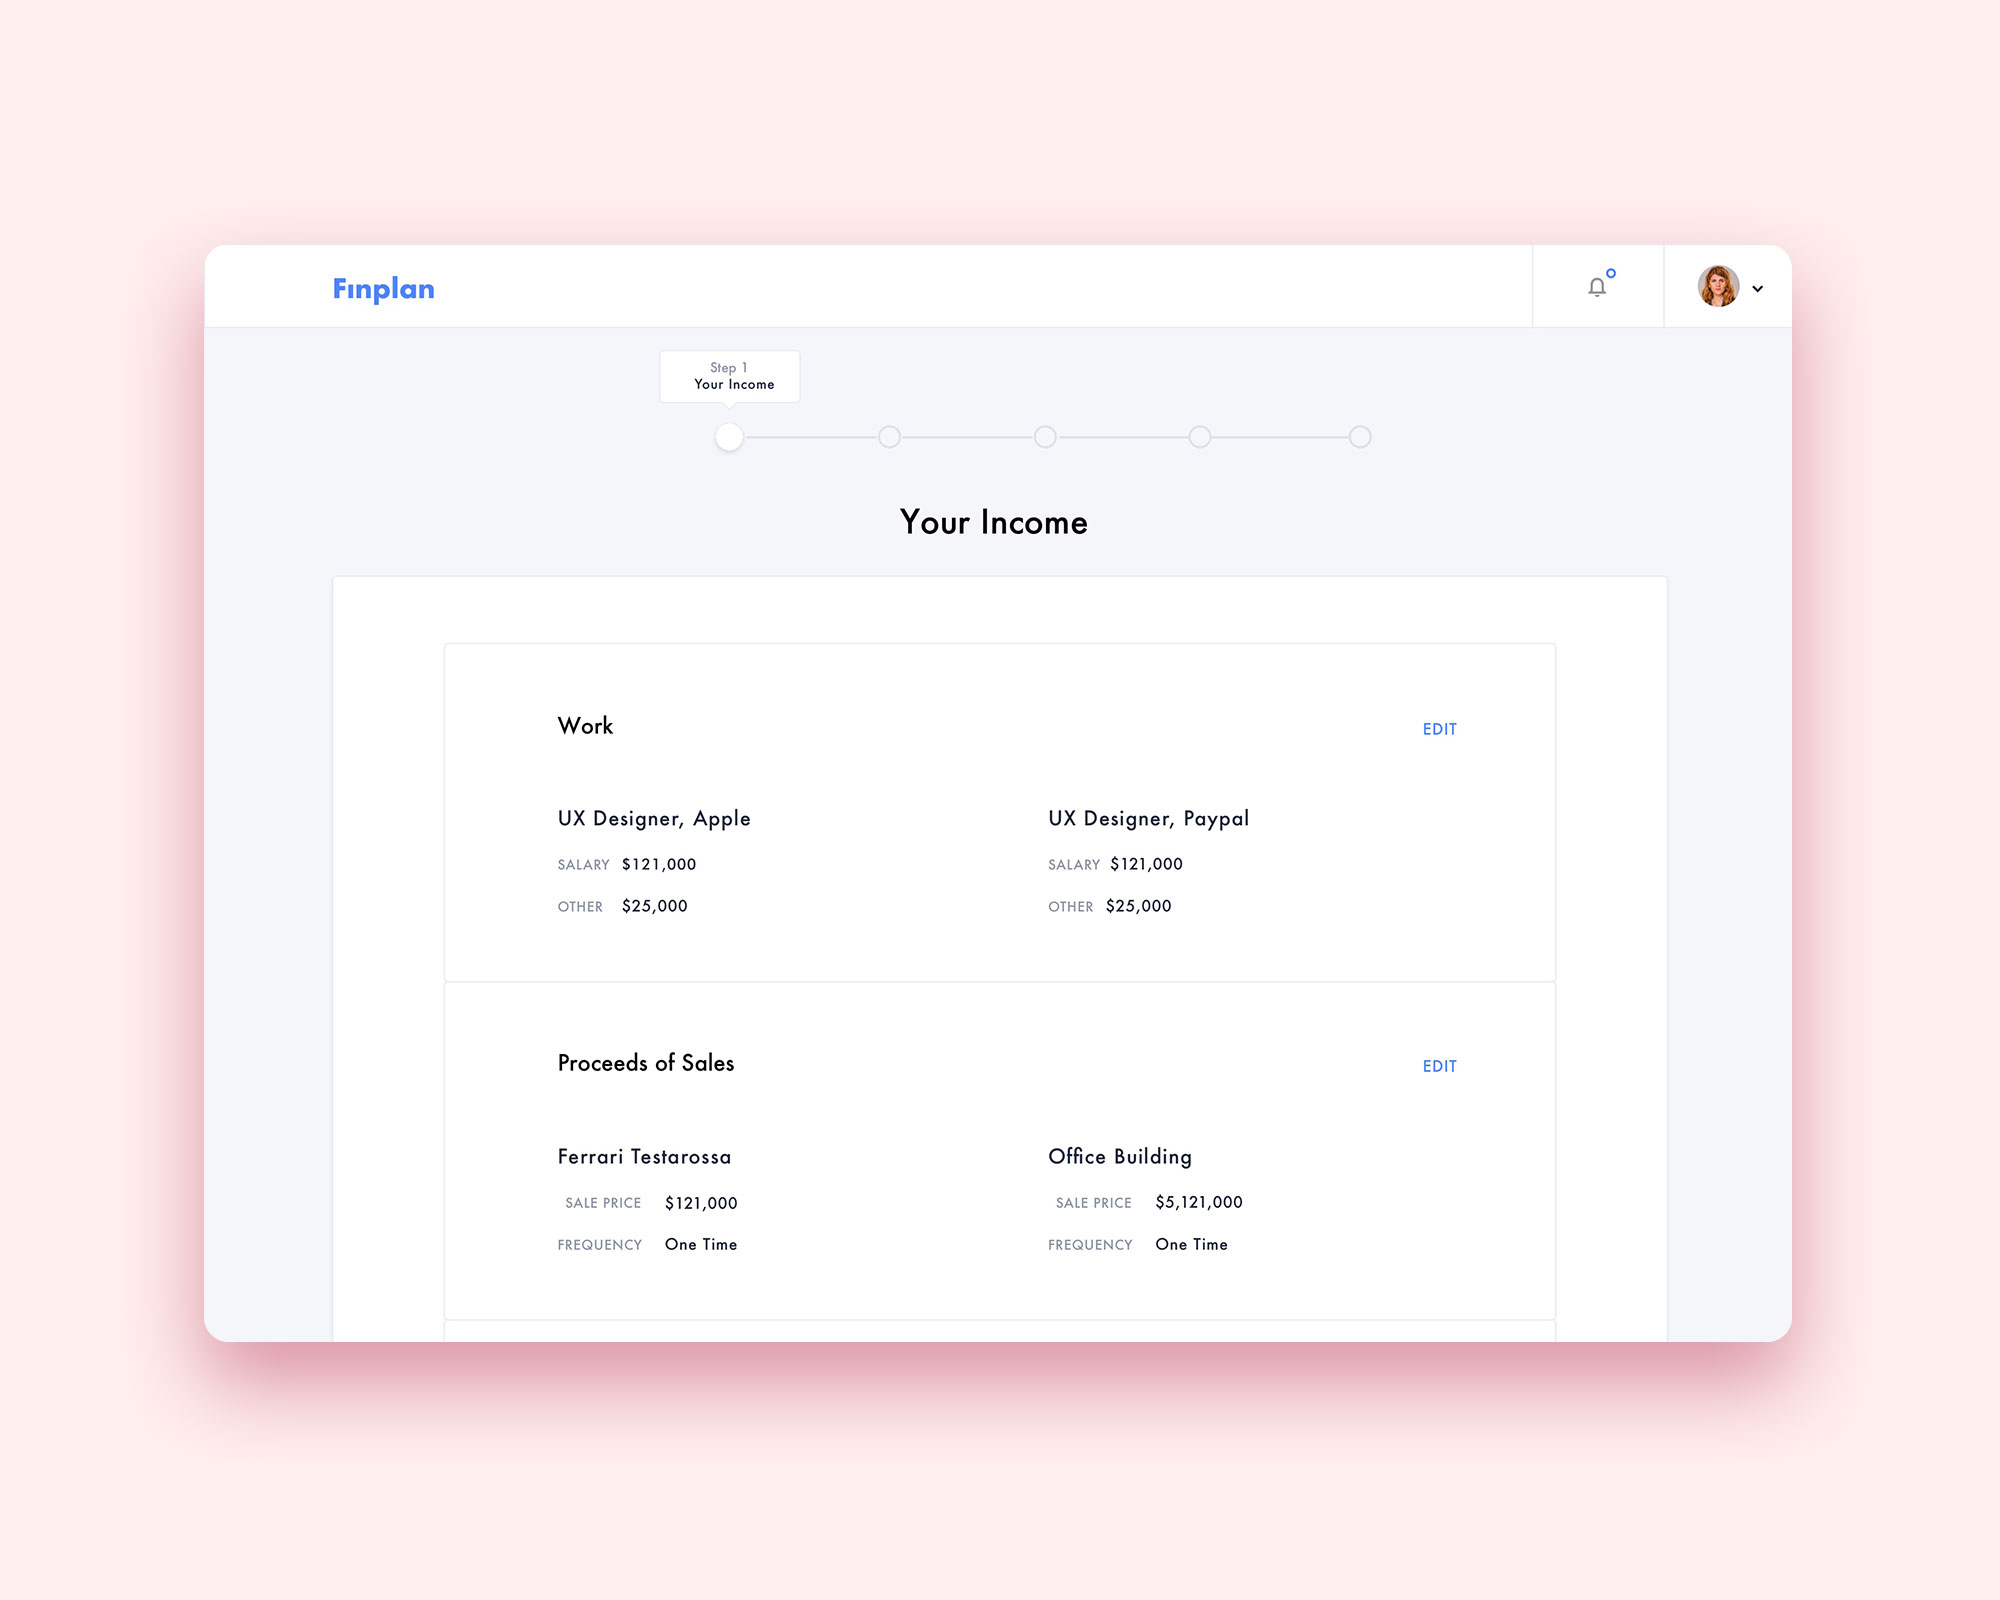 Finplan
Step 1
Your Income
Your Income
Work
EDIT
UX Designer, Apple
SALARY $121,000
OTHER $25,000
UX Designer, Paypal
SALARY $121,000
OTHER $25,000
Proceeds of Sales
EDIT
Ferrari Testarossa
SALE PRICE $121,000
FREQUENCY One Time
Office Building
SALE PRICE $5,121,000
FREQUENCY One Time